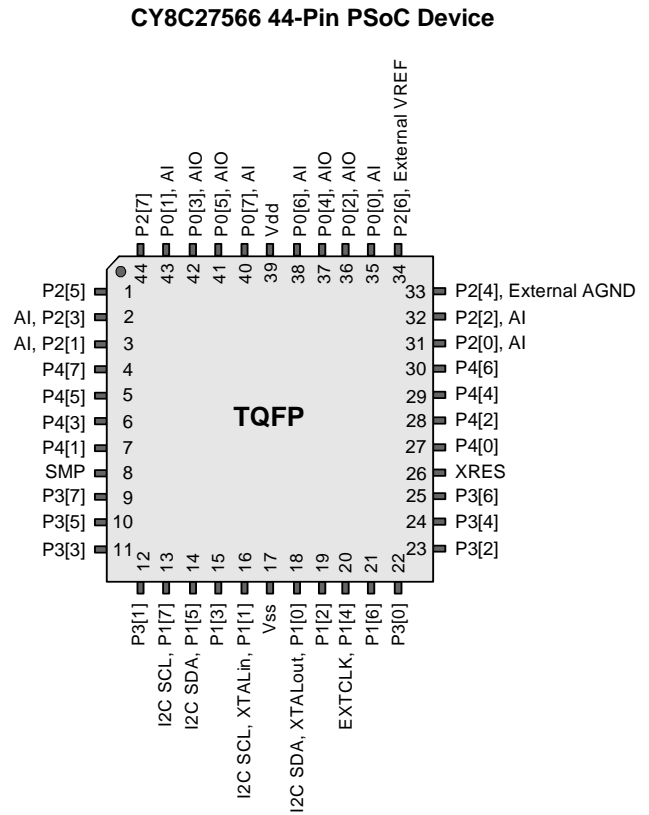 CY8C27566 44-Pin PSoC Device
P2[7]
P0[1], AI
P0[3], AIO
P0[5], AIO
P0[7], AI
Vdd
P0[6], AI
P0[4], AIO
P0[2], AIO
P0[0], AI
P2[6], External VREF
44
43
42
41
40
39
38
37
36
35
34
P2[5] 1
AI, P2[3] 2
AI, P2[1] 3
P4[7] 4
P4[5] 5
P4[3] 6
P4[1] 7
SMP 8
P3[7] 9
P3[5] 10
P3[3] 11
TQFP
33 P2[4], External AGND
32 P2[2], AI
31 P2[0], AI
30 P4[6]
29 P4[4]
28 P4[2]
27 P4[0]
26 XRES
25 P3[6]
24 P3[4]
23 P3[2]
12
13
14
15
16
17
18
19
20
21
22
P3[1]
I2C SCL, P1[7]
I2C SDA, P1[5]
P1[3]
I2C SCL, XTALin, P1[1]
Vss
I2C SDA, XTALout, P1[0]
P1[2]
EXTCLK, P1[4]
P1[6]
P3[0]